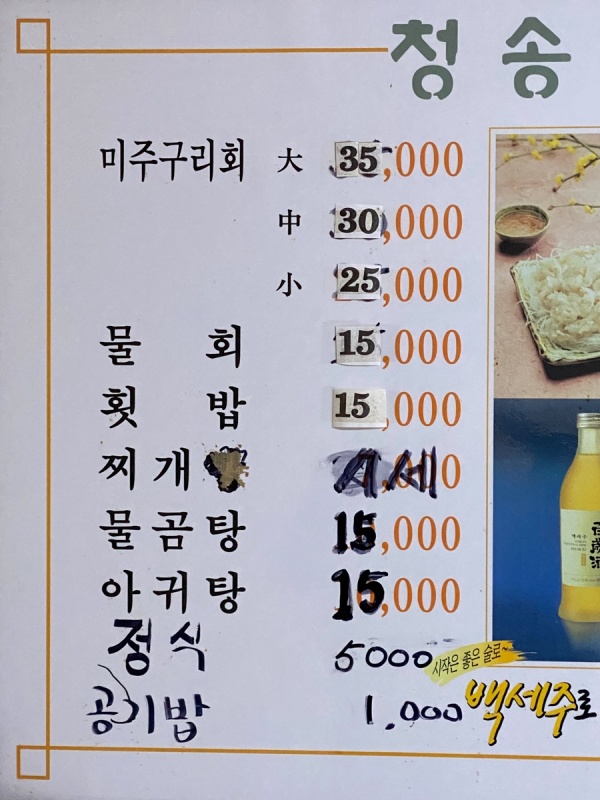 청송
미주구리회 大 35,000
中 30,000
小 25,000
물회 15,000
횟밥 15,000
찌개 시세
물곰탕 15,000
아귀탕 15,000
정식 5000
공기밥 1,000
시작은 좋은 술로~
백세주로